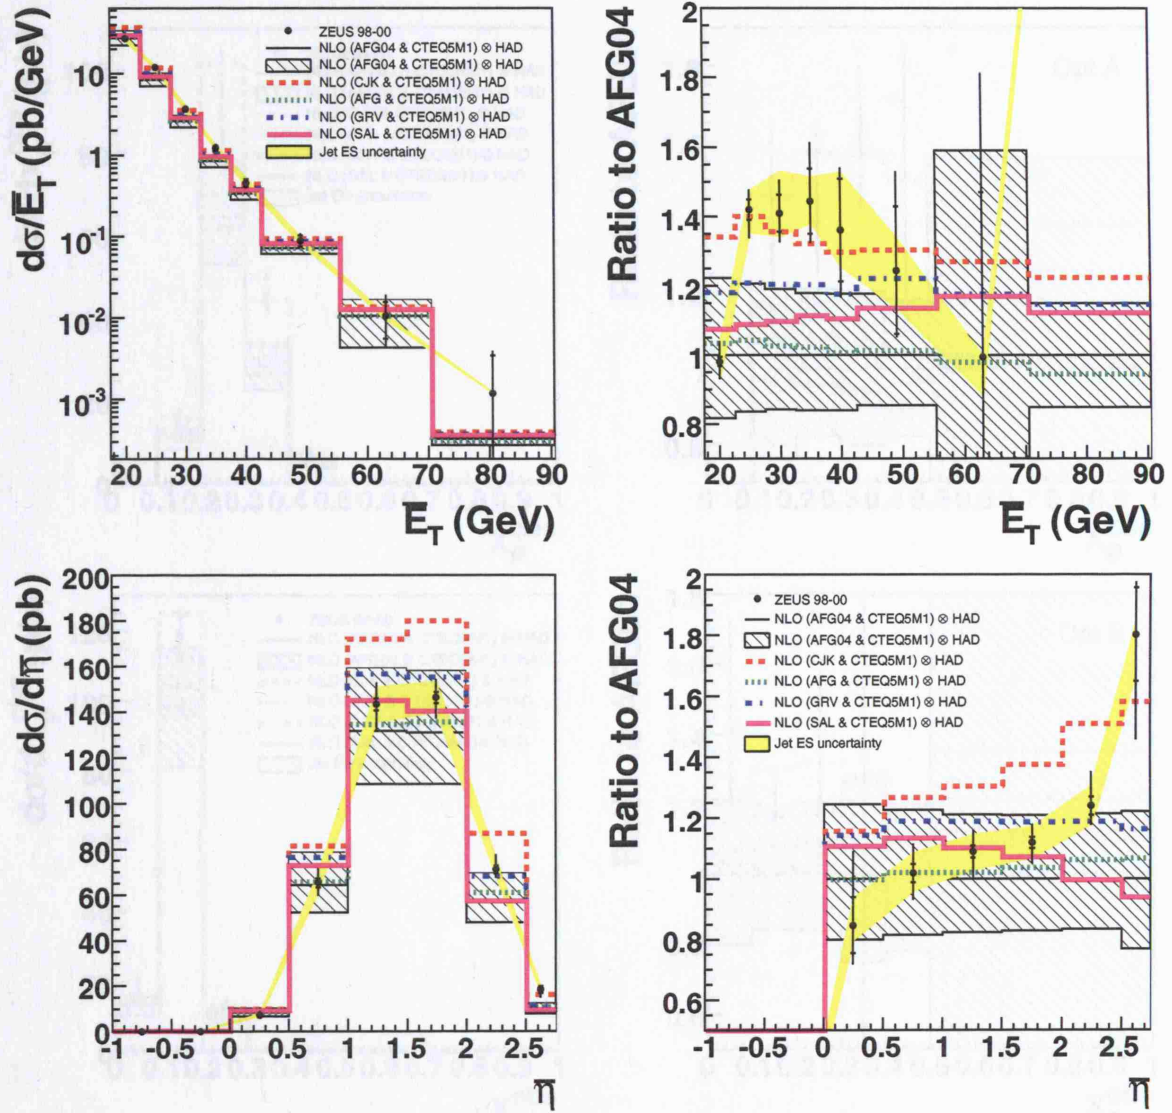 dσ/dE̅_T (pb/GeV)
10
1
10⁻¹
10⁻²
10⁻³
ZEUS 98-00
NLO (AFG04 & CTEQ5M1) ⊗ HAD
NLO (AFG04 & CTEQ5M1) ⊗ HAD
NLO (CJK & CTEQ5M1) ⊗ HAD
NLO (AFG & CTEQ5M1) ⊗ HAD
NLO (GRV & CTEQ5M1) ⊗ HAD
NLO (SAL & CTEQ5M1) ⊗ HAD
Jet ES uncertainty
20 30 40 50 60 70 80 90
E̅_T (GeV)
Ratio to AFG04
2
1.8
1.6
1.4
1.2
1
0.8
20 30 40 50 60 70 80 90
E̅_T (GeV)
dσ/dη̅ (pb)
200
180
160
140
120
100
80
60
40
20
0
-1 -0.5 0 0.5 1 1.5 2 2.5
η̅
Ratio to AFG04
2
1.8
1.6
1.4
1.2
1
0.8
0.6
ZEUS 98-00
NLO (AFG04 & CTEQ5M1) ⊗ HAD
NLO (AFG04 & CTEQ5M1) ⊗ HAD
NLO (CJK & CTEQ5M1) ⊗ HAD
NLO (AFG & CTEQ5M1) ⊗ HAD
NLO (GRV & CTEQ5M1) ⊗ HAD
NLO (SAL & CTEQ5M1) ⊗ HAD
Jet ES uncertainty
-1 -0.5 0 0.5 1 1.5 2 2.5
η̅